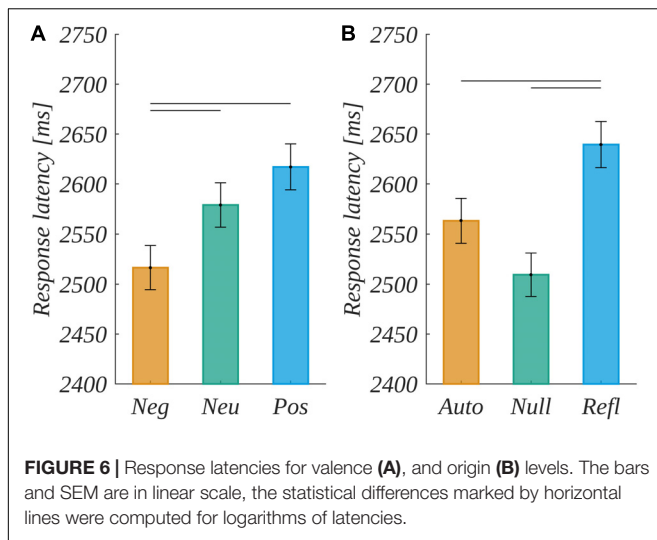 A
B
Response latency [ms]
2750
2700
2650
2600
2550
2500
2450
2400
Neg Neu Pos
Response latency [ms]
2750
2700
2650
2600
2550
2500
2450
2400
Auto Null Refl
FIGURE 6 | Response latencies for valence (A), and origin (B) levels. The bars
and SEM are in linear scale, the statistical differences marked by horizontal
lines were computed for logarithms of latencies.